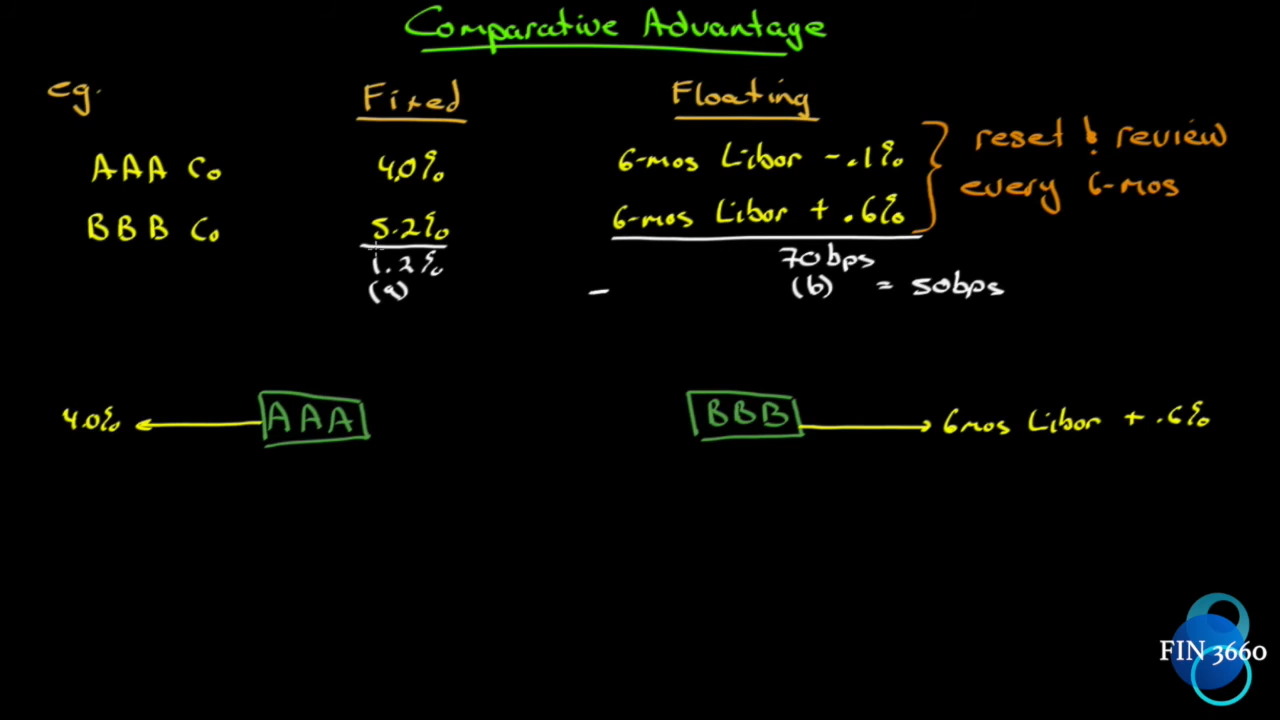 Comparative Advantage
eg. Fixed Floating
AAA Co 4.0% 6-mos Libor -.1%
BBB Co 5.2% 6-mos Libor + .6%
reset & review
every 6-mos
1.2% 70bps
(a) - (b) = 50bps
4.0% AAA BBB 6mos Libor + .6%
FIN 3660